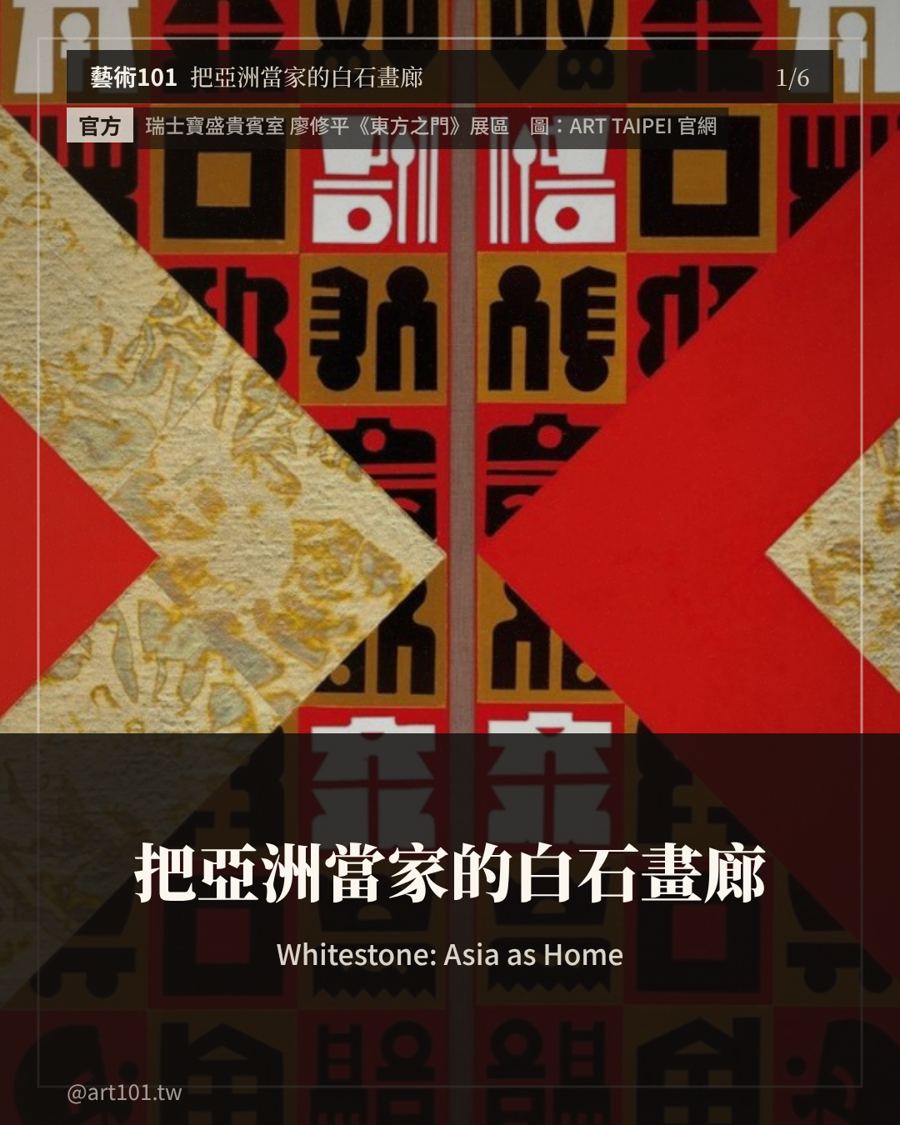 藝術101 把亞洲當家的白石畫廊
1/6
官方 瑞士寶盛貴賓室 廖修平《東方之門》展區 圖：ART TAIPEI 官網
把亞洲當家的白石畫廊
Whitestone: Asia as Home
@art101.tw